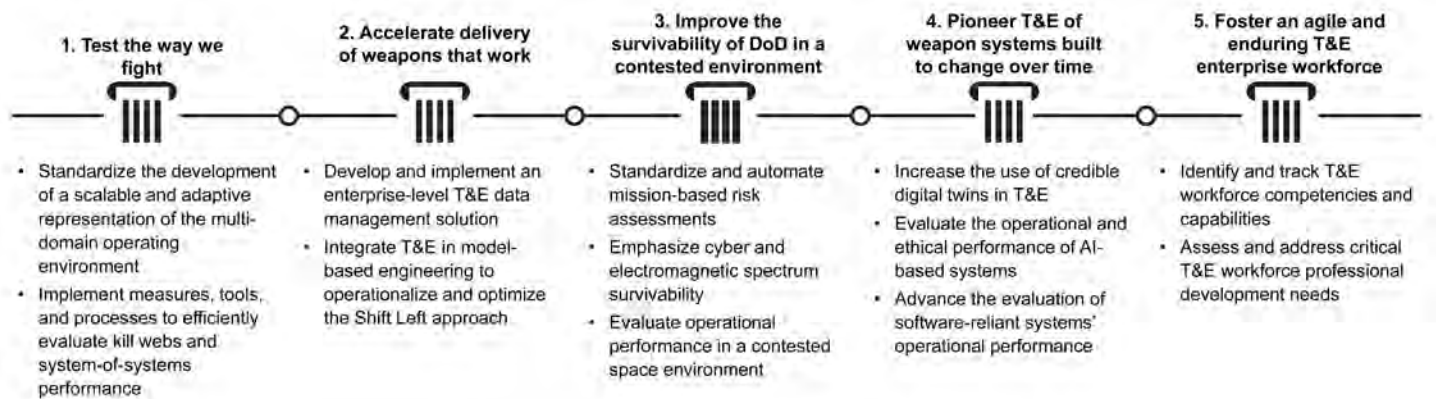 1. Test the way we
fight
2. Accelerate delivery
of weapons that work
3. Improve the
survivability of DoD in a
contested environment
4. Pioneer T&E of
weapon systems built
to change over time
5. Foster an agile and
enduring T&E
enterprise workforce
• Standardize the development
of a scalable and adaptive
representation of the multi-
domain operating
environment
• Implement measures, tools,
and processes to efficiently
evaluate kill webs and
system-of-systems
performance
• Develop and implement an
enterprise-level T&E data
management solution
• Integrate T&E in model-
based engineering to
operationalize and optimize
the Shift Left approach
• Standardize and automate
mission-based risk
assessments
• Emphasize cyber and
electromagnetic spectrum
survivability
• Evaluate operational
performance in a contested
space environment
• Increase the use of credible
digital twins in T&E
• Evaluate the operational and
ethical performance of AI-
based systems
• Advance the evaluation of
software-reliant systems'
operational performance
• Identify and track T&E
workforce competencies and
capabilities
• Assess and address critical
T&E workforce professional
development needs